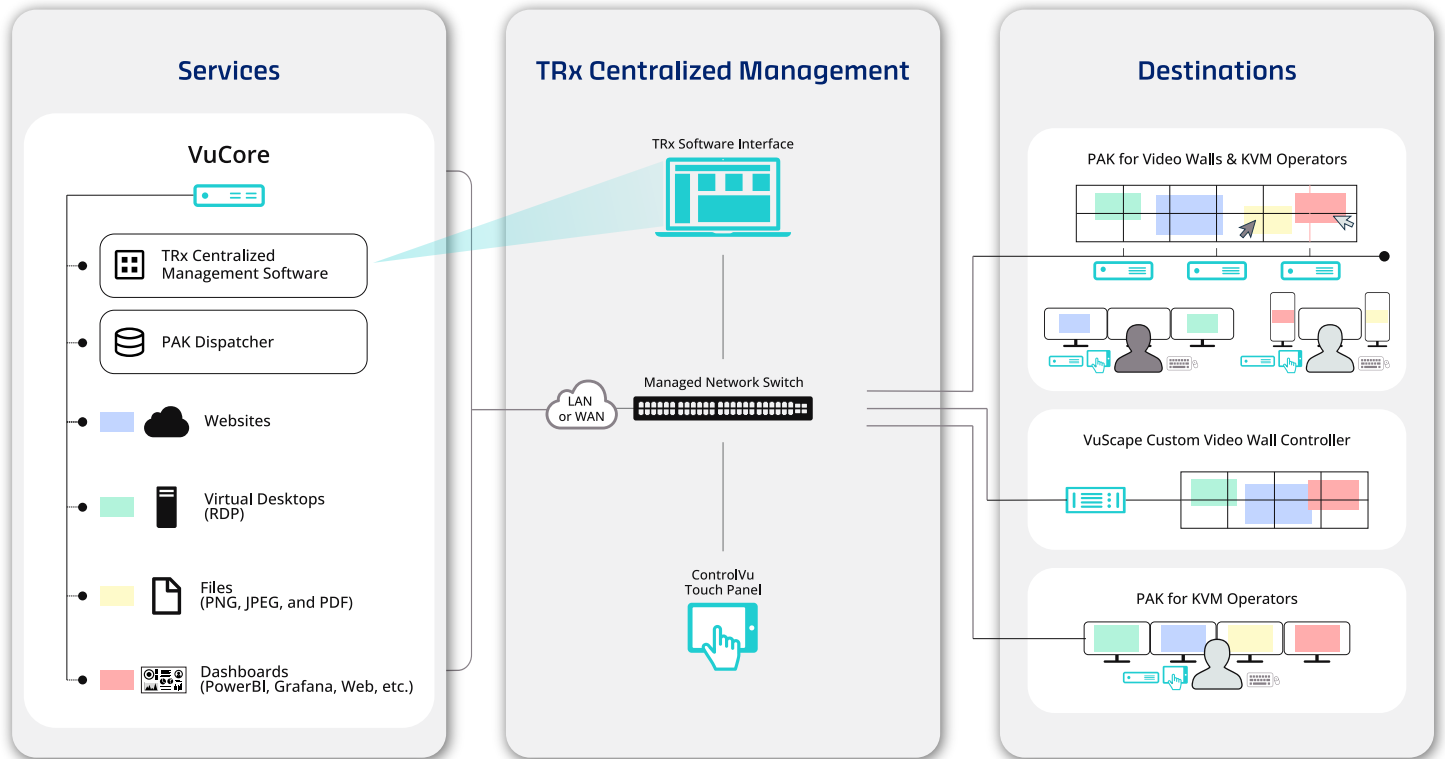 Services
VuCore
TRx Centralized
Management Software
PAK Dispatcher
Websites
Virtual Desktops
(RDP)
Files
(PNG, JPEG, and PDF)
Dashboards
(PowerBI, Grafana, Web, etc.)
TRx Centralized Management
TRx Software Interface
LAN
or WAN
Managed Network Switch
ControlVu
Touch Panel
Destinations
PAK for Video Walls & KVM Operators
VuScape Custom Video Wall Controller
PAK for KVM Operators